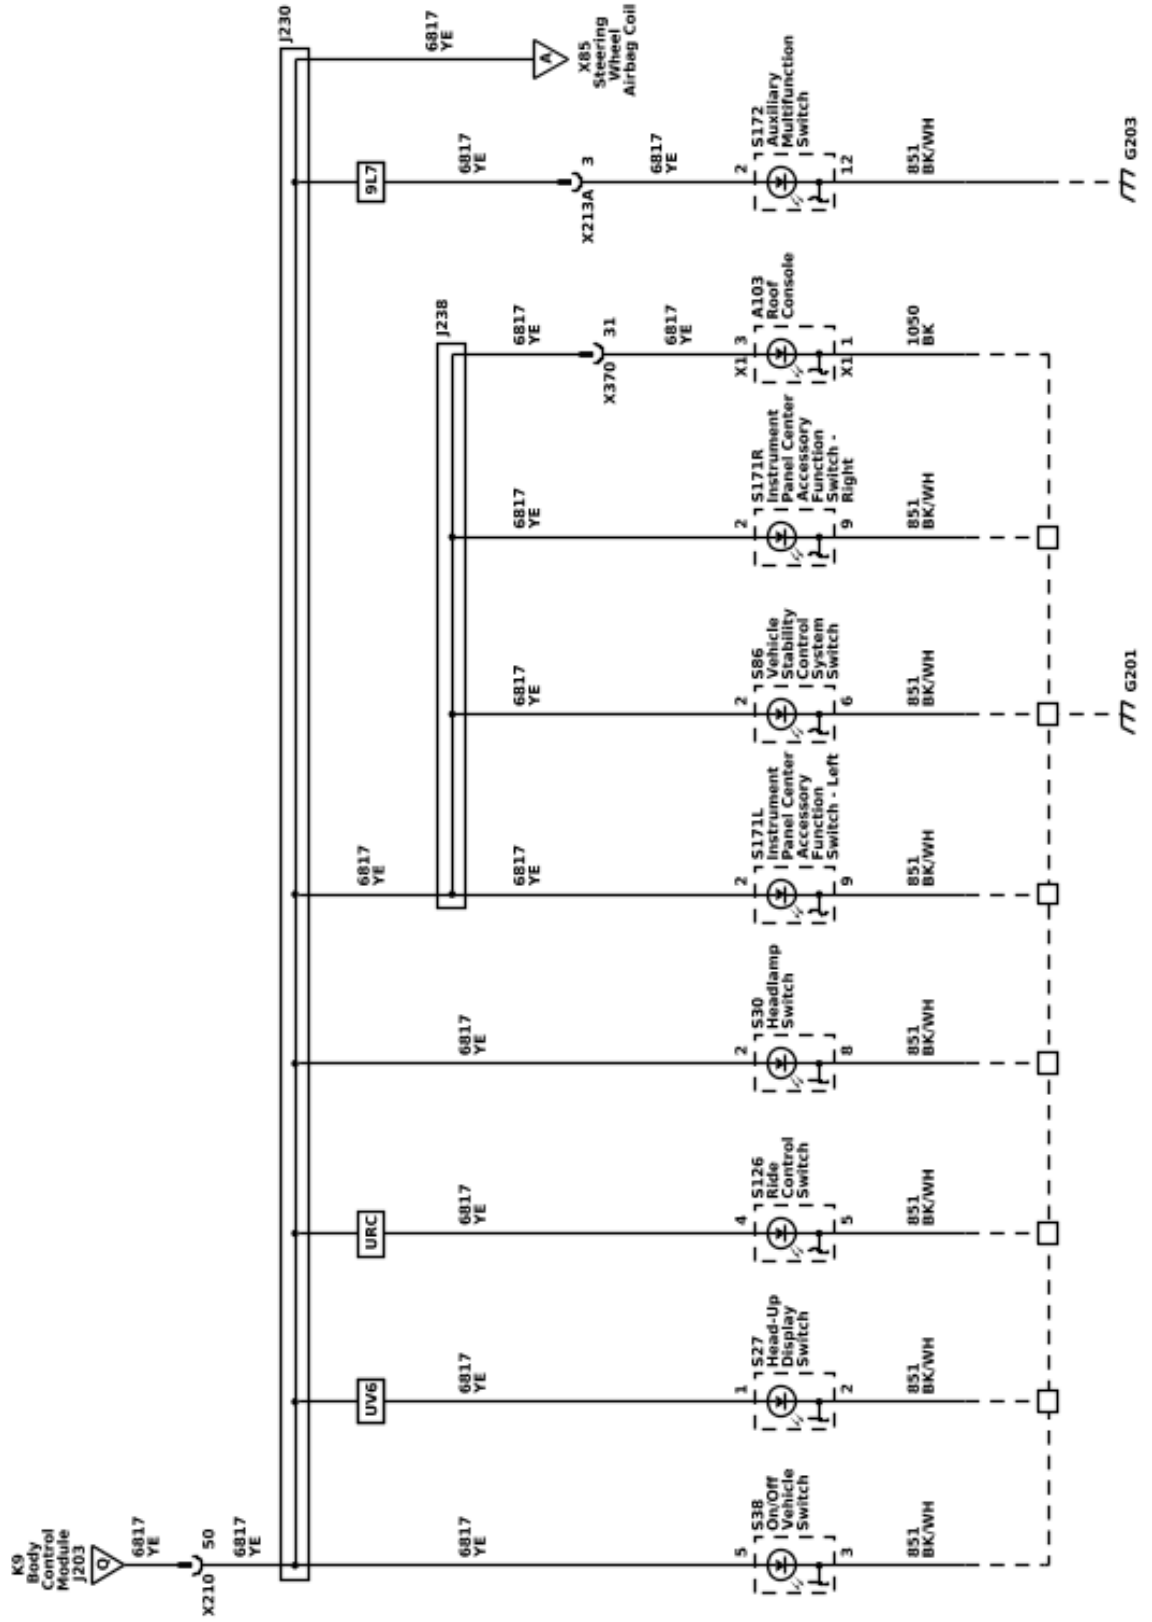 K9
Body
Control
Module
J203
Q
6817
YE
X210
50
6817
YE
J230
6817
YE
A
X85
Steering
Wheel
Airbag Coil
6817
YE
5
S38
On/Off
Vehicle
Switch
3
851
BK/WH
UV6
6817
YE
1
S27
Head-Up
Display
Switch
2
851
BK/WH
URC
6817
YE
4
S126
Ride
Control
Switch
5
851
BK/WH
6817
YE
2
S30
Headlamp
Switch
8
851
BK/WH
6817
YE
J238
6817
YE
2
S171L
Instrument
Panel Center
Accessory
Function
Switch - Left
9
851
BK/WH
6817
YE
2
S86
Vehicle
Stability
Control
System
Switch
6
851
BK/WH
G201
6817
YE
2
S171R
Instrument
Panel Center
Accessory
Function
Switch -
Right
9
851
BK/WH
6817
YE
X370
31
6817
YE
X1 3
A103
Roof
Console
X1 1
1050
BK
9L7
6817
YE
X213A
3
6817
YE
2
S172
Auxiliary
Multifunction
Switch
12
851
BK/WH
G203